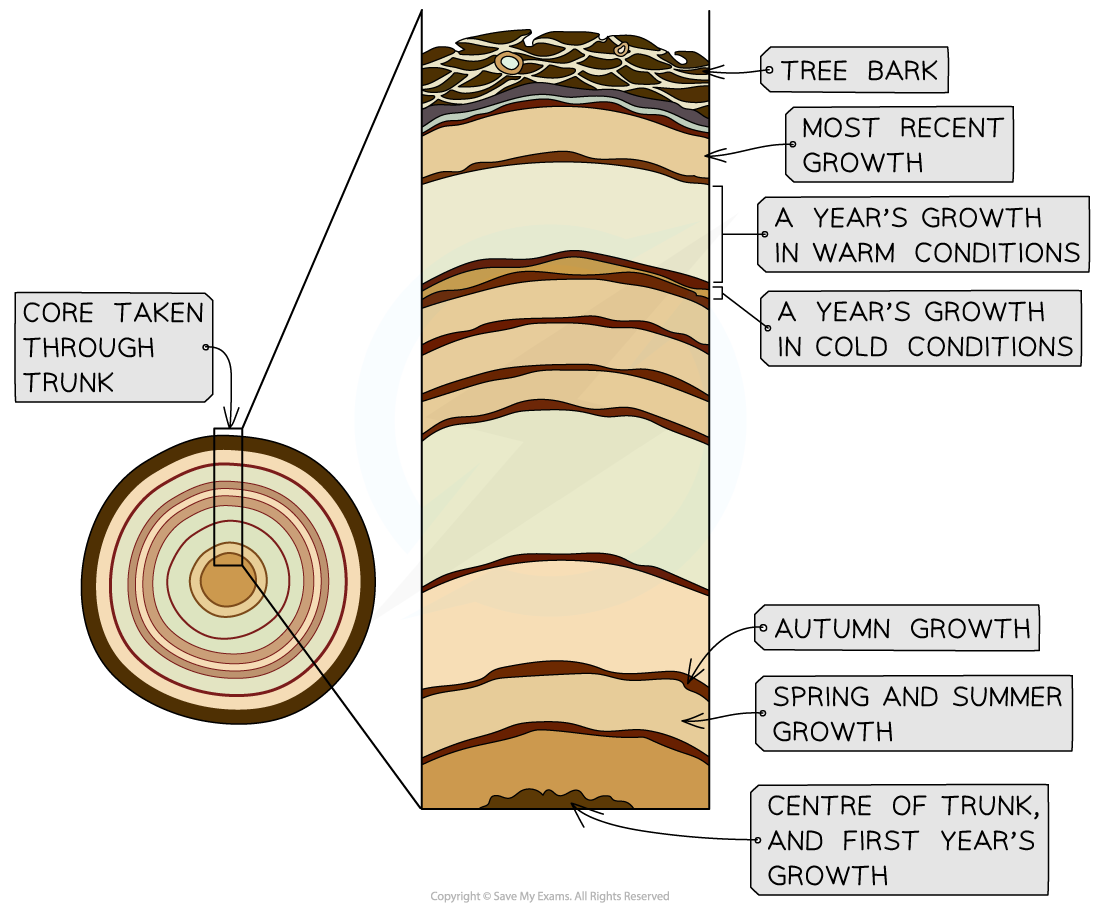 TREE BARK
MOST RECENT
GROWTH
A YEAR'S GROWTH
IN WARM CONDITIONS
A YEAR'S GROWTH
IN COLD CONDITIONS
CORE TAKEN
THROUGH
TRUNK
AUTUMN GROWTH
SPRING AND SUMMER
GROWTH
CENTRE OF TRUNK,
AND FIRST YEAR'S
GROWTH
Copyright © Save My Exams. All Rights Reserved